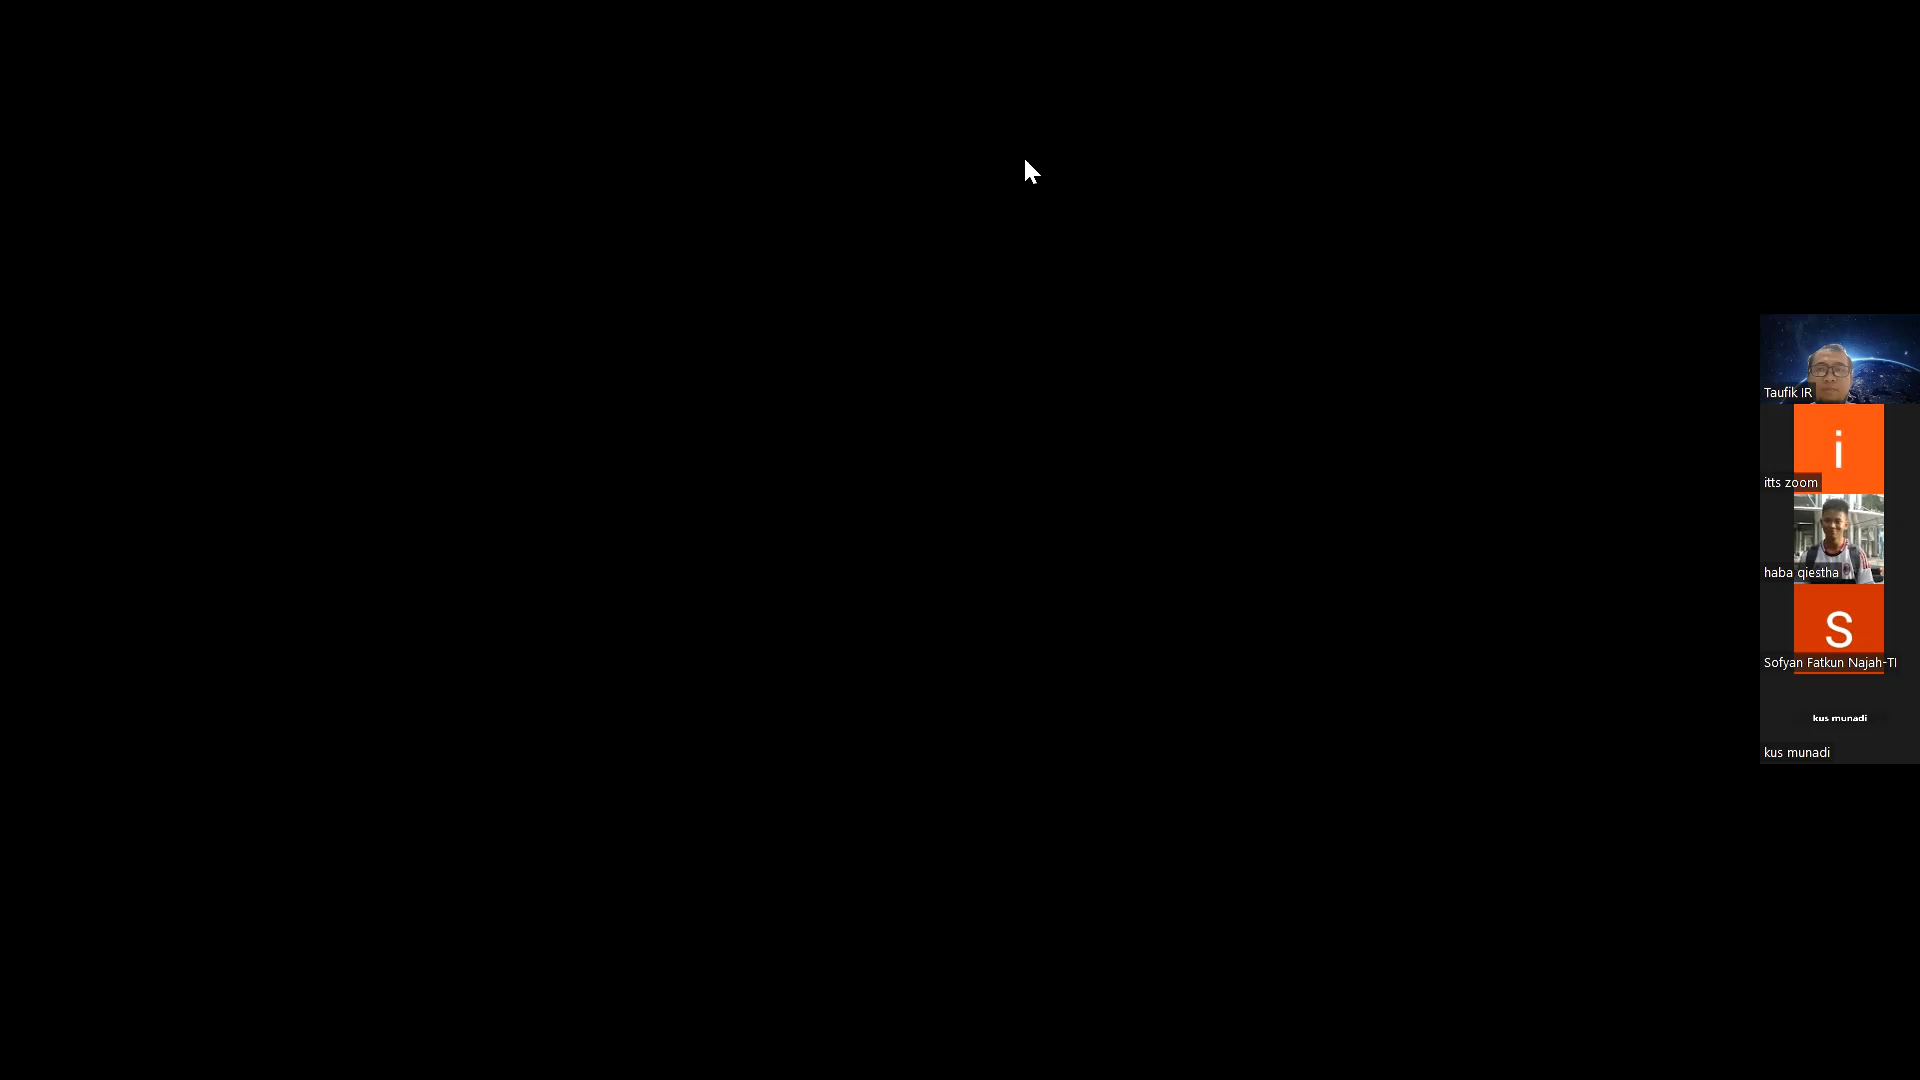 Taufik IR
i
itts zoom
haba qiestha
S
Sofyan Fatkun Najah-TI
kus munadi
kus munadi